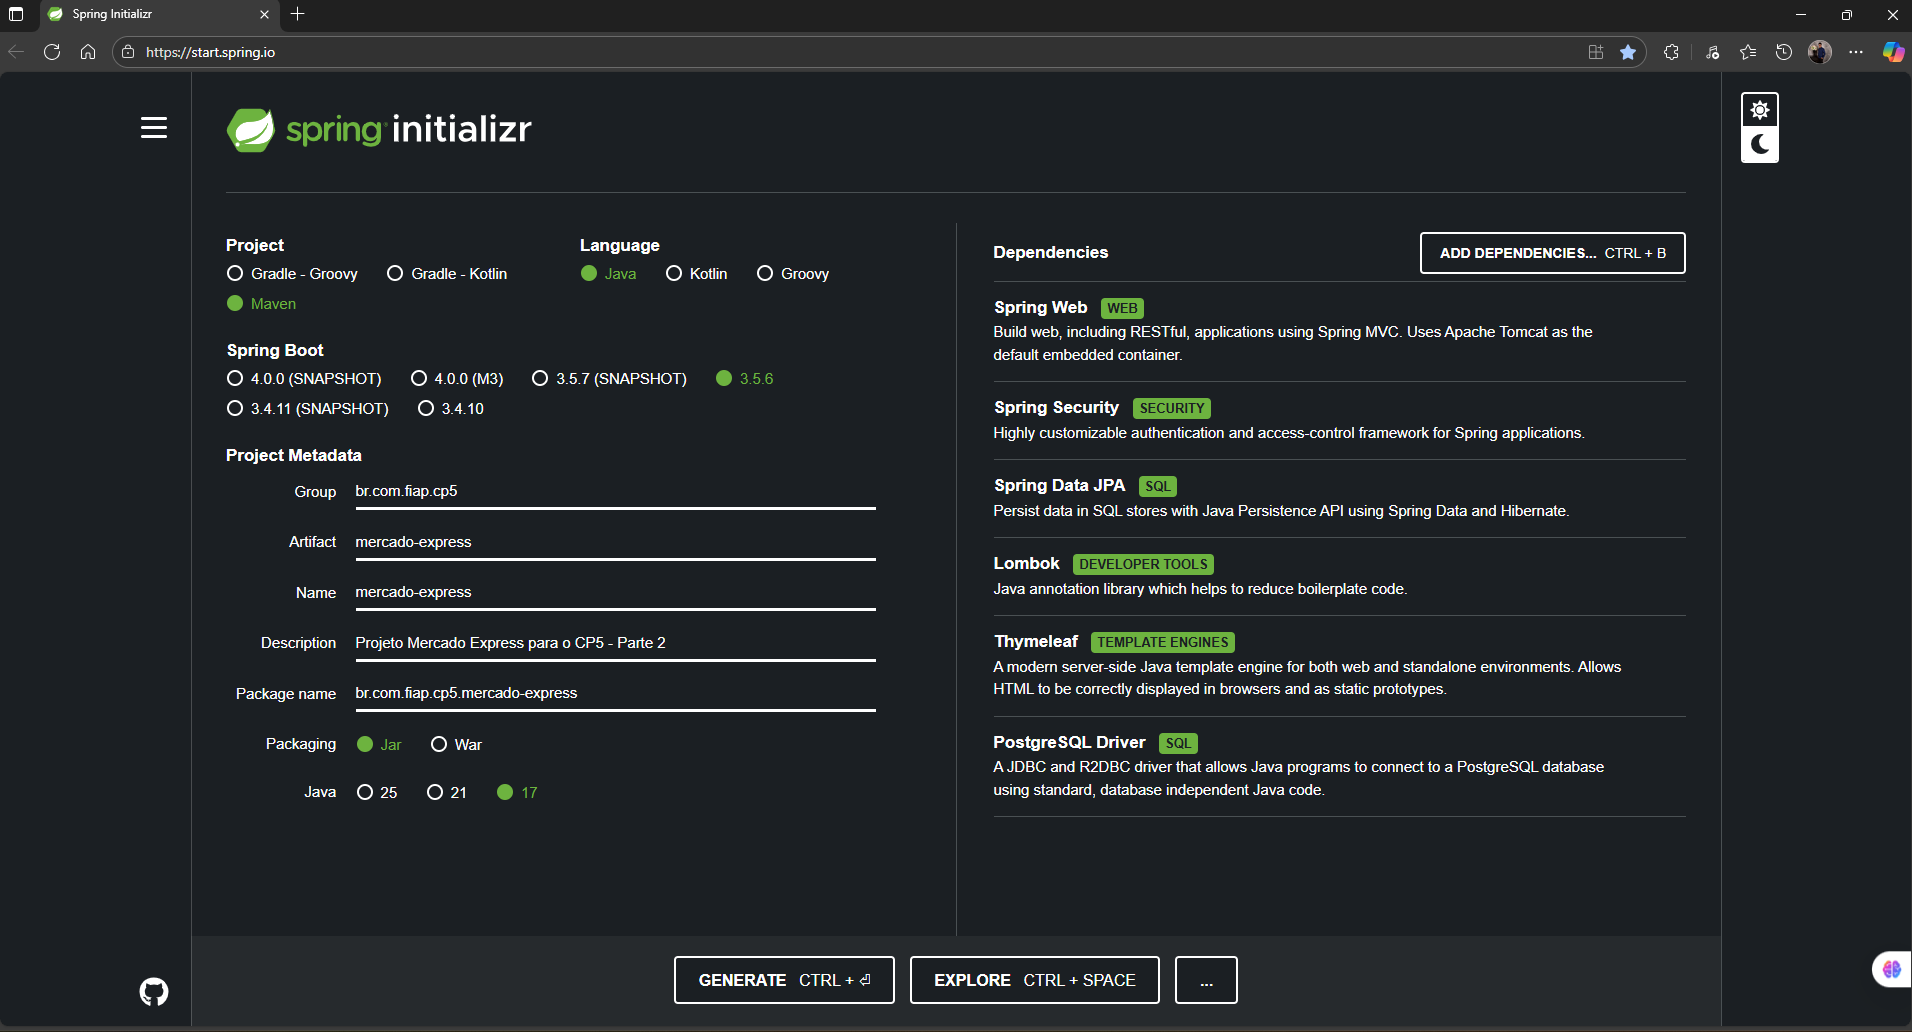 Spring Initializr
https://start.spring.io
spring initializr
Project
Gradle - Groovy Gradle - Kotlin
Maven
Language
Java Kotlin Groovy
Spring Boot
4.0.0 (SNAPSHOT) 4.0.0 (M3) 3.5.7 (SNAPSHOT) 3.5.6
3.4.11 (SNAPSHOT) 3.4.10
Project Metadata
Group br.com.fiap.cp5
Artifact mercado-express
Name mercado-express
Description Projeto Mercado Express para o CP5 - Parte 2
Package name br.com.fiap.cp5.mercado-express
Packaging Jar War
Java 25 21 17
Dependencies
ADD DEPENDENCIES... CTRL + B
Spring Web WEB
Build web, including RESTful, applications using Spring MVC. Uses Apache Tomcat as the
default embedded container.
Spring Security SECURITY
Highly customizable authentication and access-control framework for Spring applications.
Spring Data JPA SQL
Persist data in SQL stores with Java Persistence API using Spring Data and Hibernate.
Lombok DEVELOPER TOOLS
Java annotation library which helps to reduce boilerplate code.
Thymeleaf TEMPLATE ENGINES
A modern server-side Java template engine for both web and standalone environments. Allows
HTML to be correctly displayed in browsers and as static prototypes.
PostgreSQL Driver SQL
A JDBC and R2DBC driver that allows Java programs to connect to a PostgreSQL database
using standard, database independent Java code.
GENERATE CTRL + ⏎
EXPLORE CTRL + SPACE
...